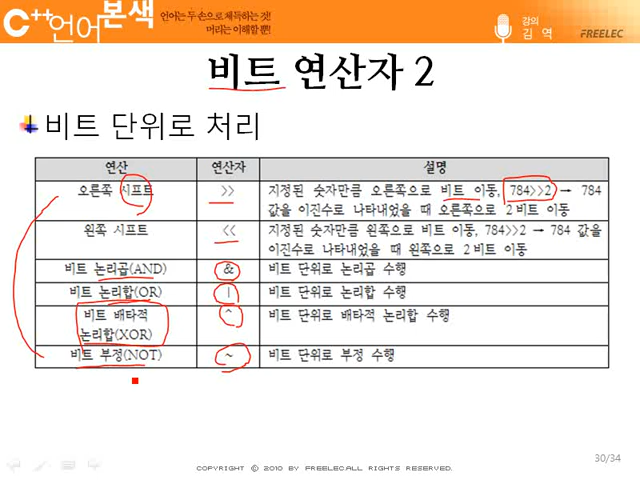 C++언어본색
언어는 두 손으로 체득하는 것!
머리는 이해할 뿐!
강의
김 역
FREELEC
비트 연산자 2
비트 단위로 처리
연산 연산자 설명
오른쪽 시프트 >> 지정된 숫자만큼 오른쪽으로 비트 이동, 784>>2 → 784
값을 이진수로 나타내었을 때 오른쪽으로 2비트 이동
왼쪽 시프트 << 지정된 숫자만큼 왼쪽으로 비트 이동, 784>>2 → 784 값을
이진수로 나타내었을 때 왼쪽으로 2비트 이동
비트 논리곱(AND) & 비트 단위로 논리곱 수행
비트 논리합(OR) | 비트 단위로 논리합 수행
비트 배타적 ^ 비트 단위로 배타적 논리합 수행
논리합(XOR)
비트 부정(NOT) ~ 비트 단위로 부정 수행
30/34
COPYRIGHT © 2010 BY FREELEC.ALL RIGHTS RESERVED.